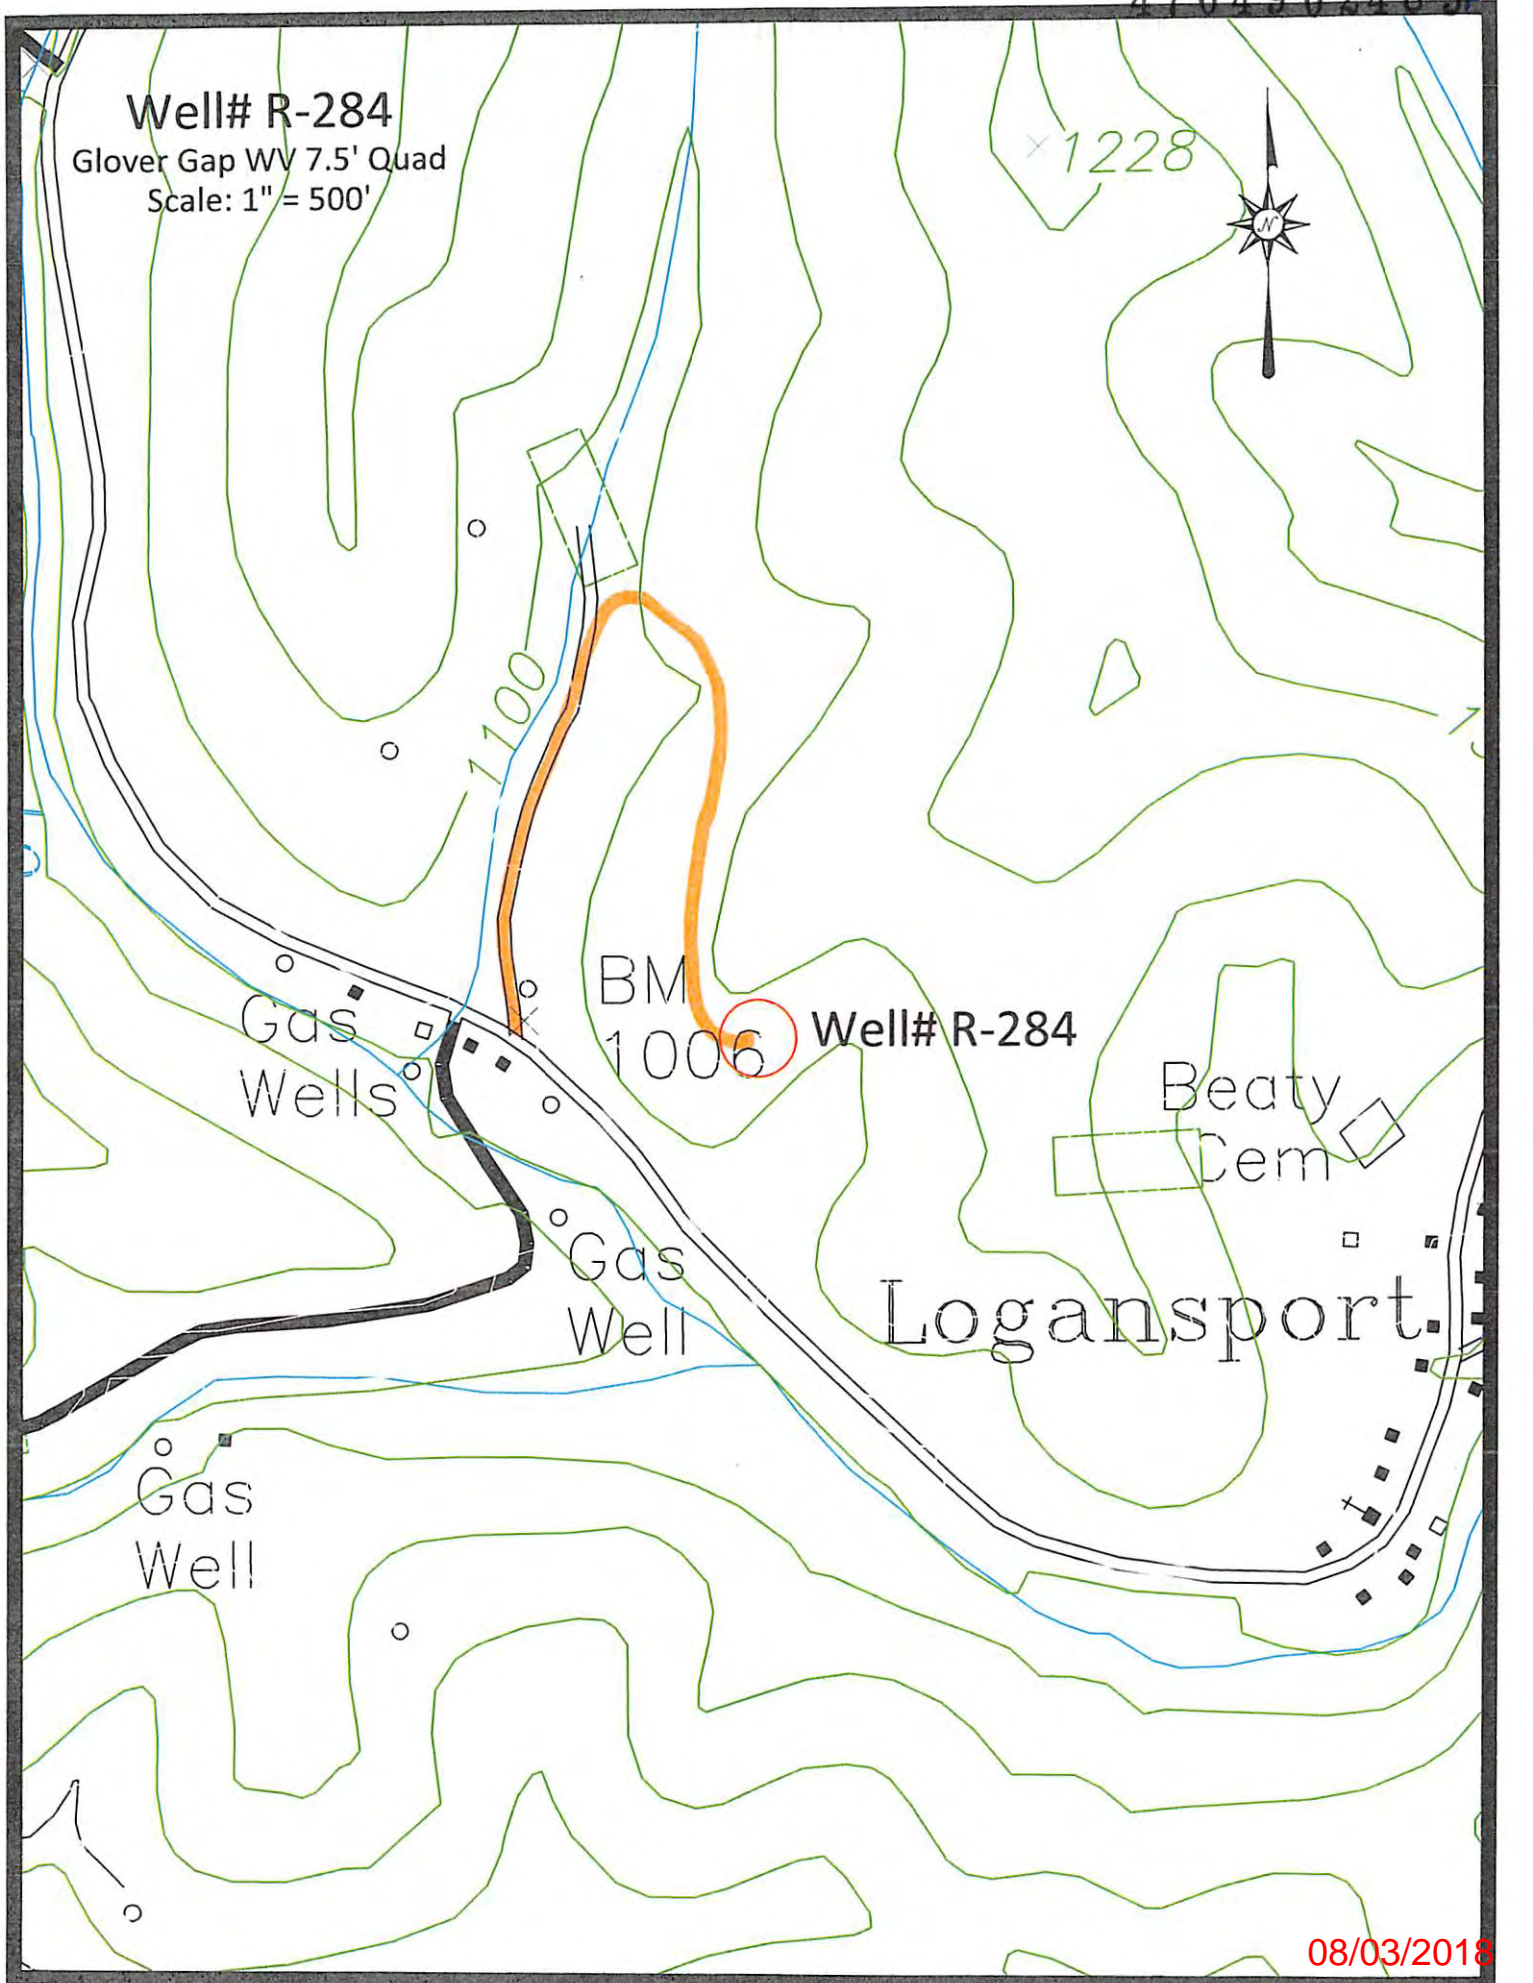 Well# R-284
Glover Gap WV 7.5' Quad
Scale: 1" = 500'
1228
N
1100
BM
1006
Well# R-284
Gas
Wells
Beaty
Cem
Gas
Well
Logansport
Gas
Well
08/03/2018